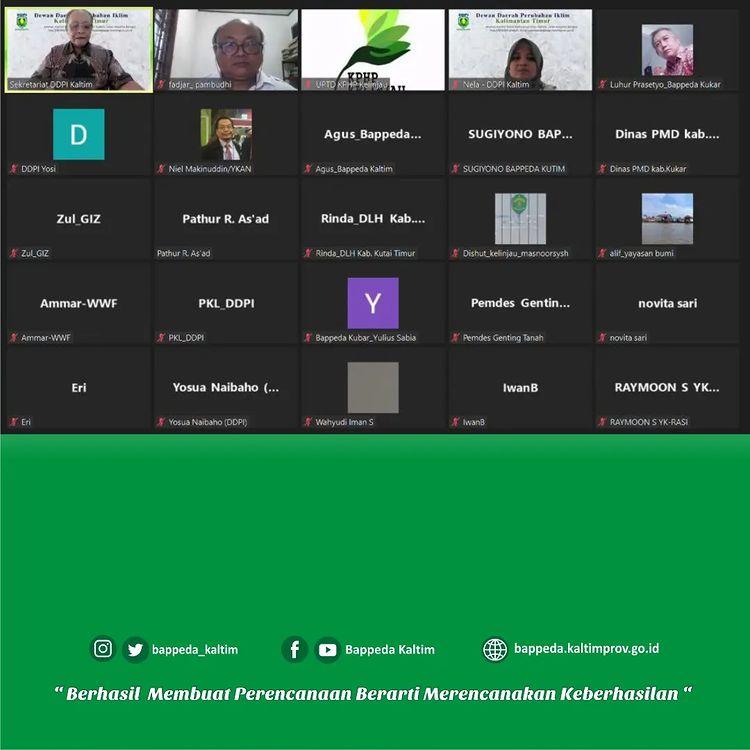 Dewan Daerah Perubahan Iklim
Kalimantan Timur
Sekretariat DDPI Kaltim
fadjar_ pambudhi
KPHP
UPTD KPHP Kelinjau
Dewan Daerah Perubahan Iklim
Kalimantan Timur
Nela - DDPI Kaltim
Luhur Prasetyo_Bappeda Kukar
D
DDPI Yosi
Niel Makinuddin/YKAN
Agus_Bappeda...
Agus_Bappeda Kaltim
SUGIYONO BAP...
SUGIYONO BAPPEDA KUTIM
Dinas PMD kab....
Dinas PMD kab.Kukar
Zul_GIZ
Zul_GIZ
Pathur R. As'ad
Pathur R. As'ad
Rinda_DLH Kab....
Rinda_DLH Kab. Kutai Timur
Dishut_kelinjau_masnoorsysh
alif_yayasan bumi
Ammar-WWF
Ammar-WWF
PKL_DDPI
PKL_DDPI
Y
Bappeda Kubar_Yulius Sabia
Pemdes Gentin...
Pemdes Genting Tanah
novita sari
novita sari
Eri
Eri
Yosua Naibaho (...
Yosua Naibaho (DDPI)
Wahyudi Iman S
IwanB
IwanB
RAYMOON S YK...
RAYMOON S YK-RASI
bappeda_kaltim
Bappeda Kaltim
bappeda.kaltimprov.go.id
“ Berhasil Membuat Perencanaan Berarti Merencanakan Keberhasilan “